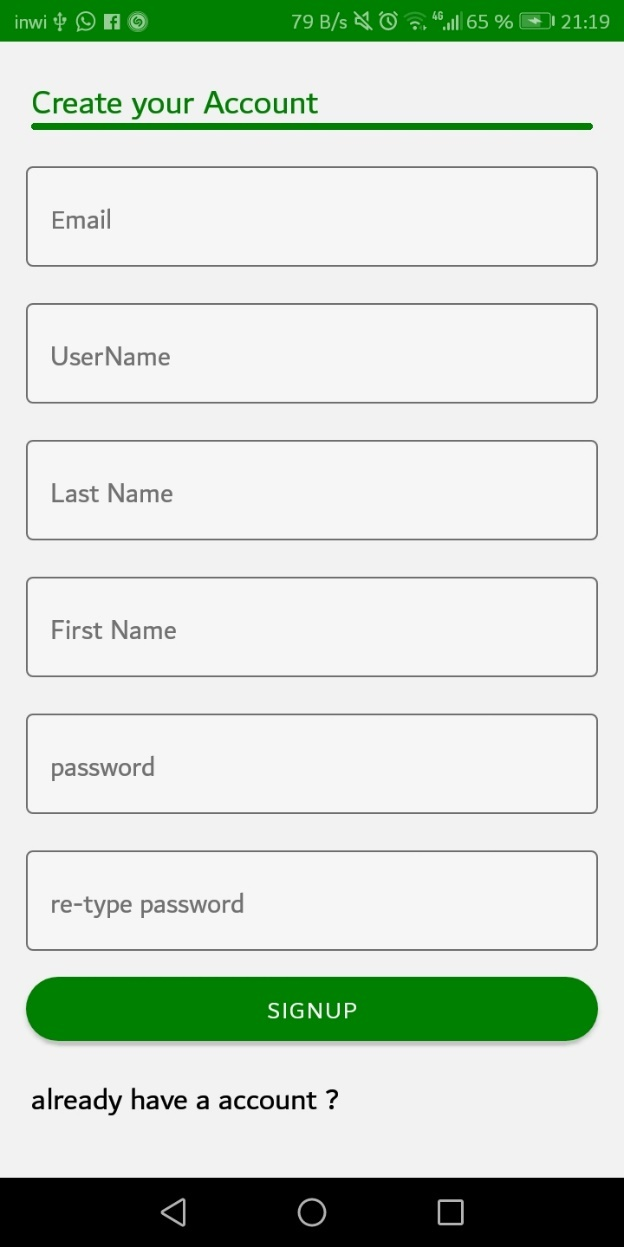 inwi 79 B/s 4G 65 % 21:19
Create your Account
Email
UserName
Last Name
First Name
password
re-type password
SIGNUP
already have a account ?